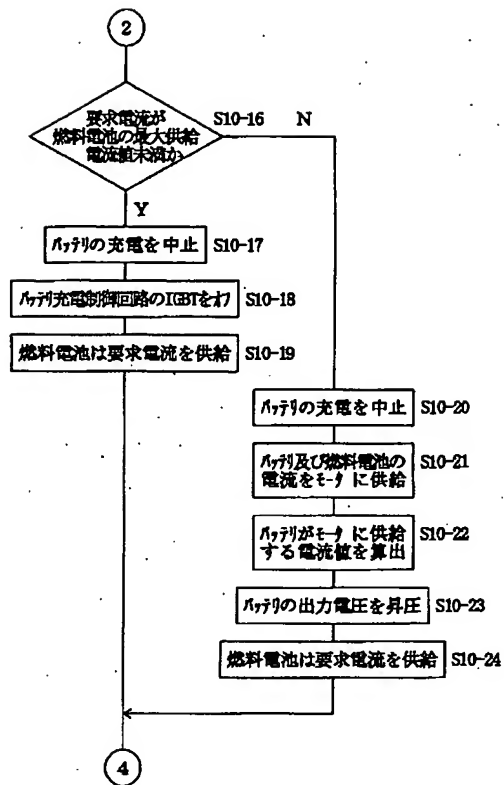 2
要求電流が
燃料電池の最大供給
電流値未満か
S10-16
N
Y
バッテリの充電を中止
S10-17
バッテリ充電制御回路のIGBTをオフ
S10-18
燃料電池は要求電流を供給
S10-19
バッテリの充電を中止
S10-20
バッテリ及び燃料電池の
電流をモータに供給
S10-21
バッテリがモータに供給
する電流値を算出
S10-22
バッテリの出力電圧を昇圧
S10-23
燃料電池は要求電流を供給
S10-24
4